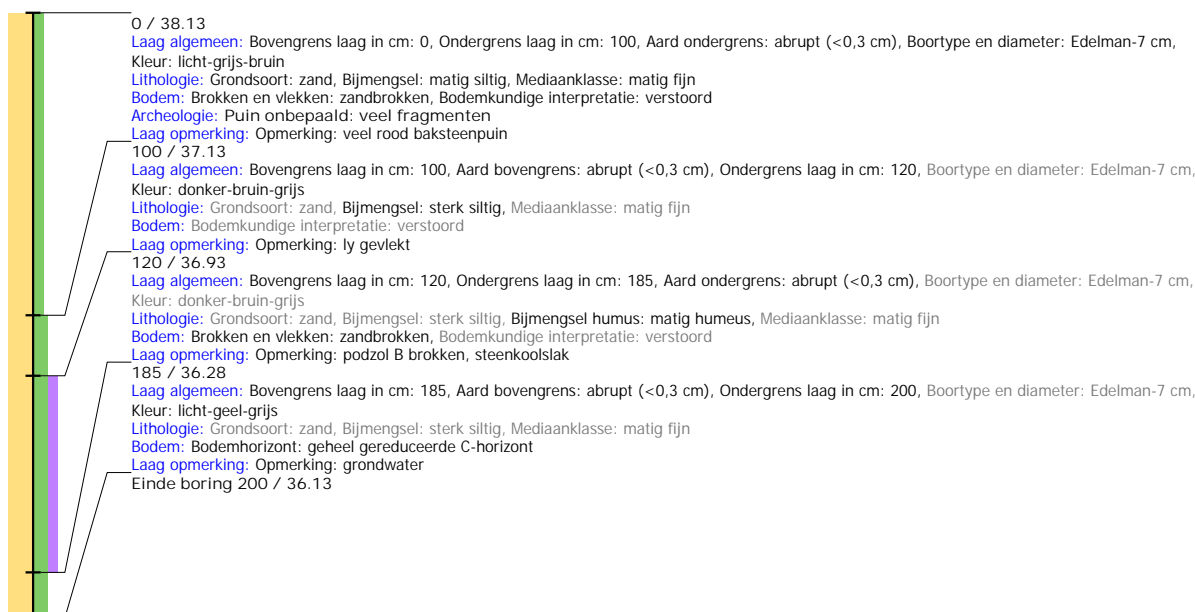 0 / 38.13
Laag algemeen: Bovengrens laag in cm: 0, Ondergrens laag in cm: 100, Aard ondergrens: abrupt (<0,3 cm), Boortype en diameter: Edelman-7 cm,
Kleur: licht-grijs-bruin
Lithologie: Grondsoort: zand, Bijmengsel: matig siltig, Mediaanklasse: matig fijn
Bodem: Brokken en vlekken: zandbrokken, Bodemkundige interpretatie: verstoord
Archeologie: Puin onbepaald: veel fragmenten
Laag opmerking: Opmerking: veel rood baksteenpuin
100 / 37.13
Laag algemeen: Bovengrens laag in cm: 100, Aard bovengrens: abrupt (<0,3 cm), Ondergrens laag in cm: 120, Boortype en diameter: Edelman-7 cm,
Kleur: donker-bruin-grijs
Lithologie: Grondsoort: zand, Bijmengsel: sterk siltig, Mediaanklasse: matig fijn
Bodem: Bodemkundige interpretatie: verstoord
Laag opmerking: Opmerking: ly gevlekt
120 / 36.93
Laag algemeen: Bovengrens laag in cm: 120, Ondergrens laag in cm: 185, Aard ondergrens: abrupt (<0,3 cm), Boortype en diameter: Edelman-7 cm,
Kleur: donker-bruin-grijs
Lithologie: Grondsoort: zand, Bijmengsel: sterk siltig, Bijmengsel humus: matig humeus, Mediaanklasse: matig fijn
Bodem: Brokken en vlekken: zandbrokken, Bodemkundige interpretatie: verstoord
Laag opmerking: Opmerking: podzol B brokken, steenkoolslak
185 / 36.28
Laag algemeen: Bovengrens laag in cm: 185, Aard bovengrens: abrupt (<0,3 cm), Ondergrens laag in cm: 200, Boortype en diameter: Edelman-7 cm,
Kleur: licht-geel-grijs
Lithologie: Grondsoort: zand, Bijmengsel: sterk siltig, Mediaanklasse: matig fijn
Bodem: Bodemhorizont: geheel gereduceerde C-horizont
Laag opmerking: Opmerking: grondwater
Einde boring 200 / 36.13